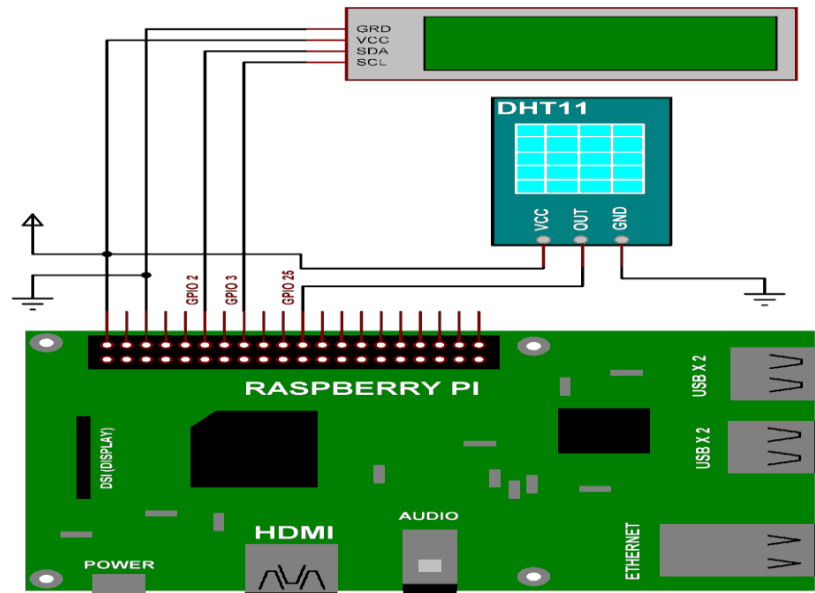 GRD
VCC
SDA
SCL
DHT11
VCC
OUT
GND
GPIO 2
GPIO 3
GPIO 25
RASPBERRY PI
DSI (DISPLAY)
USB X 2
USB X 2
HDMI
AUDIO
ETHERNET
POWER